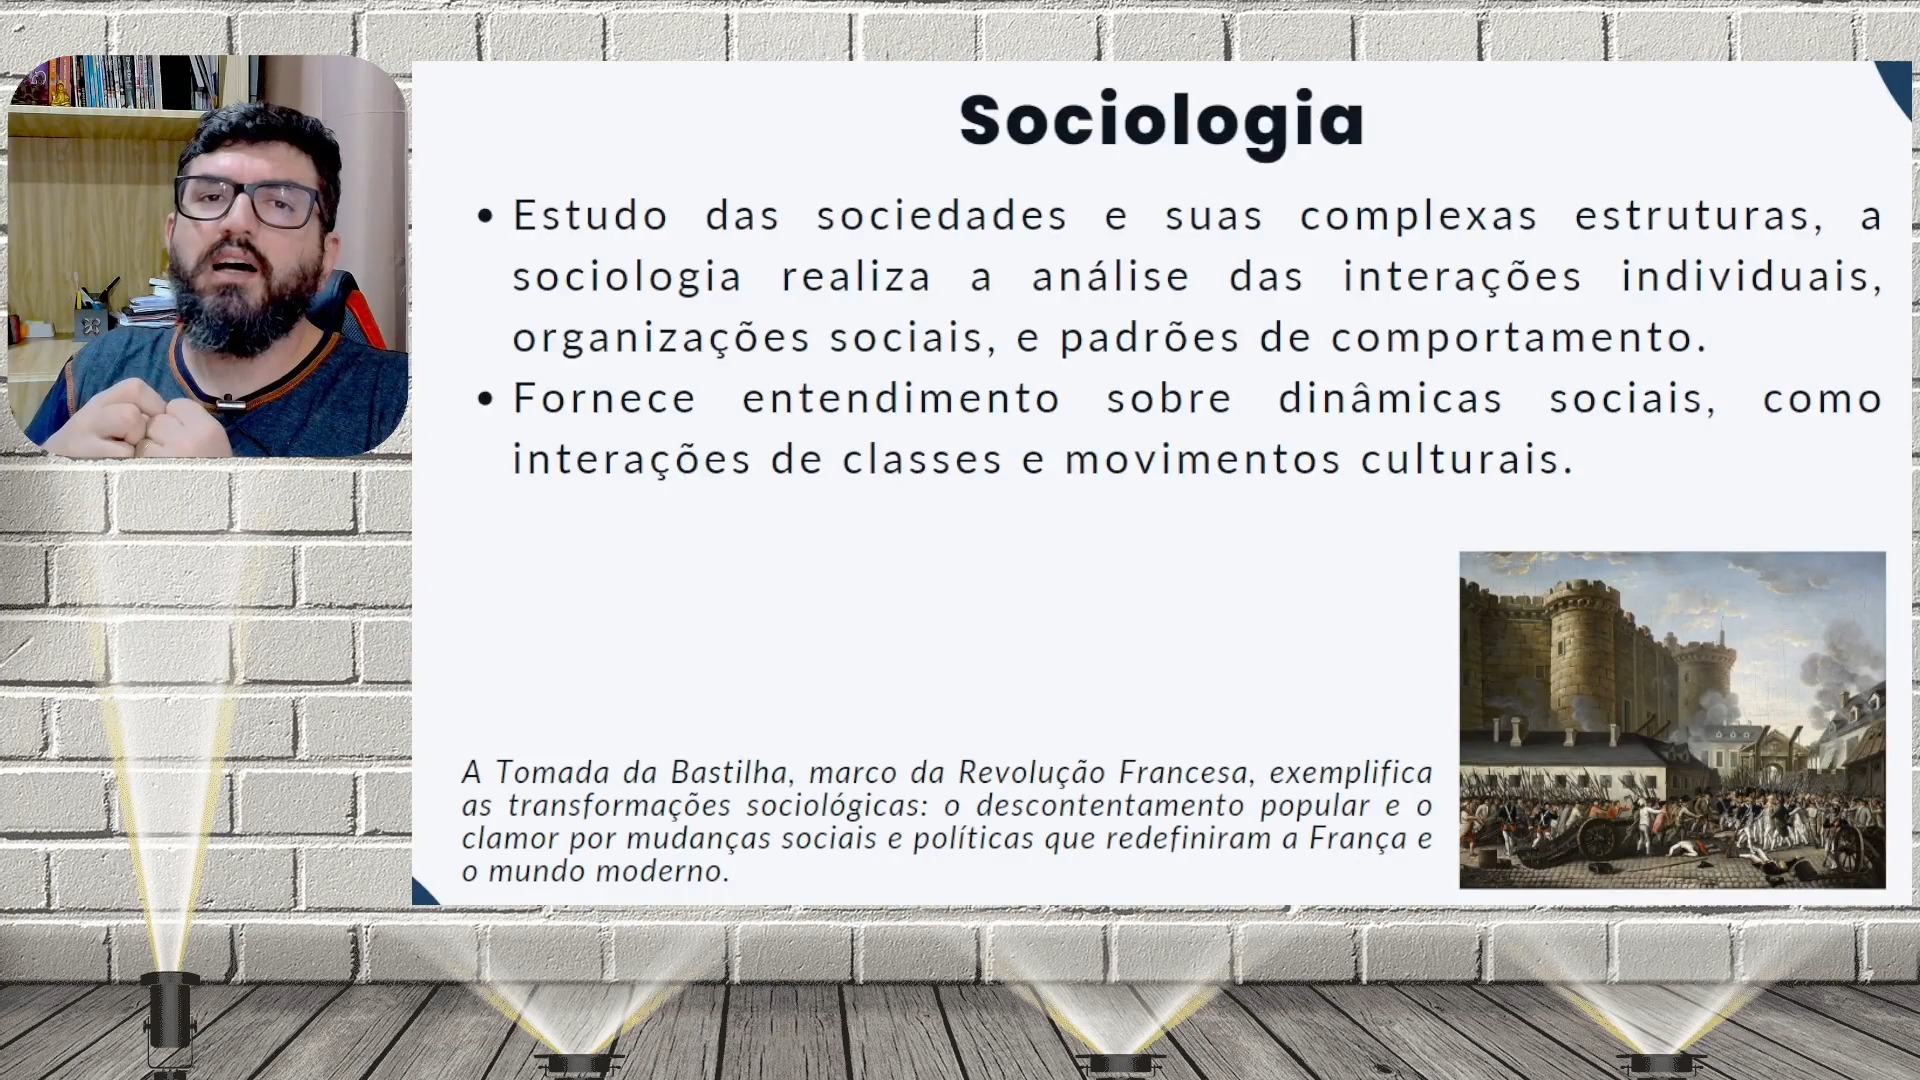 Sociologia
• Estudo das sociedades e suas complexas estruturas, a
sociologia realiza a análise das interações individuais,
organizações sociais, e padrões de comportamento.
• Fornece entendimento sobre dinâmicas sociais, como
interações de classes e movimentos culturais.
A Tomada da Bastilha, marco da Revolução Francesa, exemplifica
as transformações sociológicas: o descontentamento popular e o
clamor por mudanças sociais e políticas que redefiniram a França e
o mundo moderno.